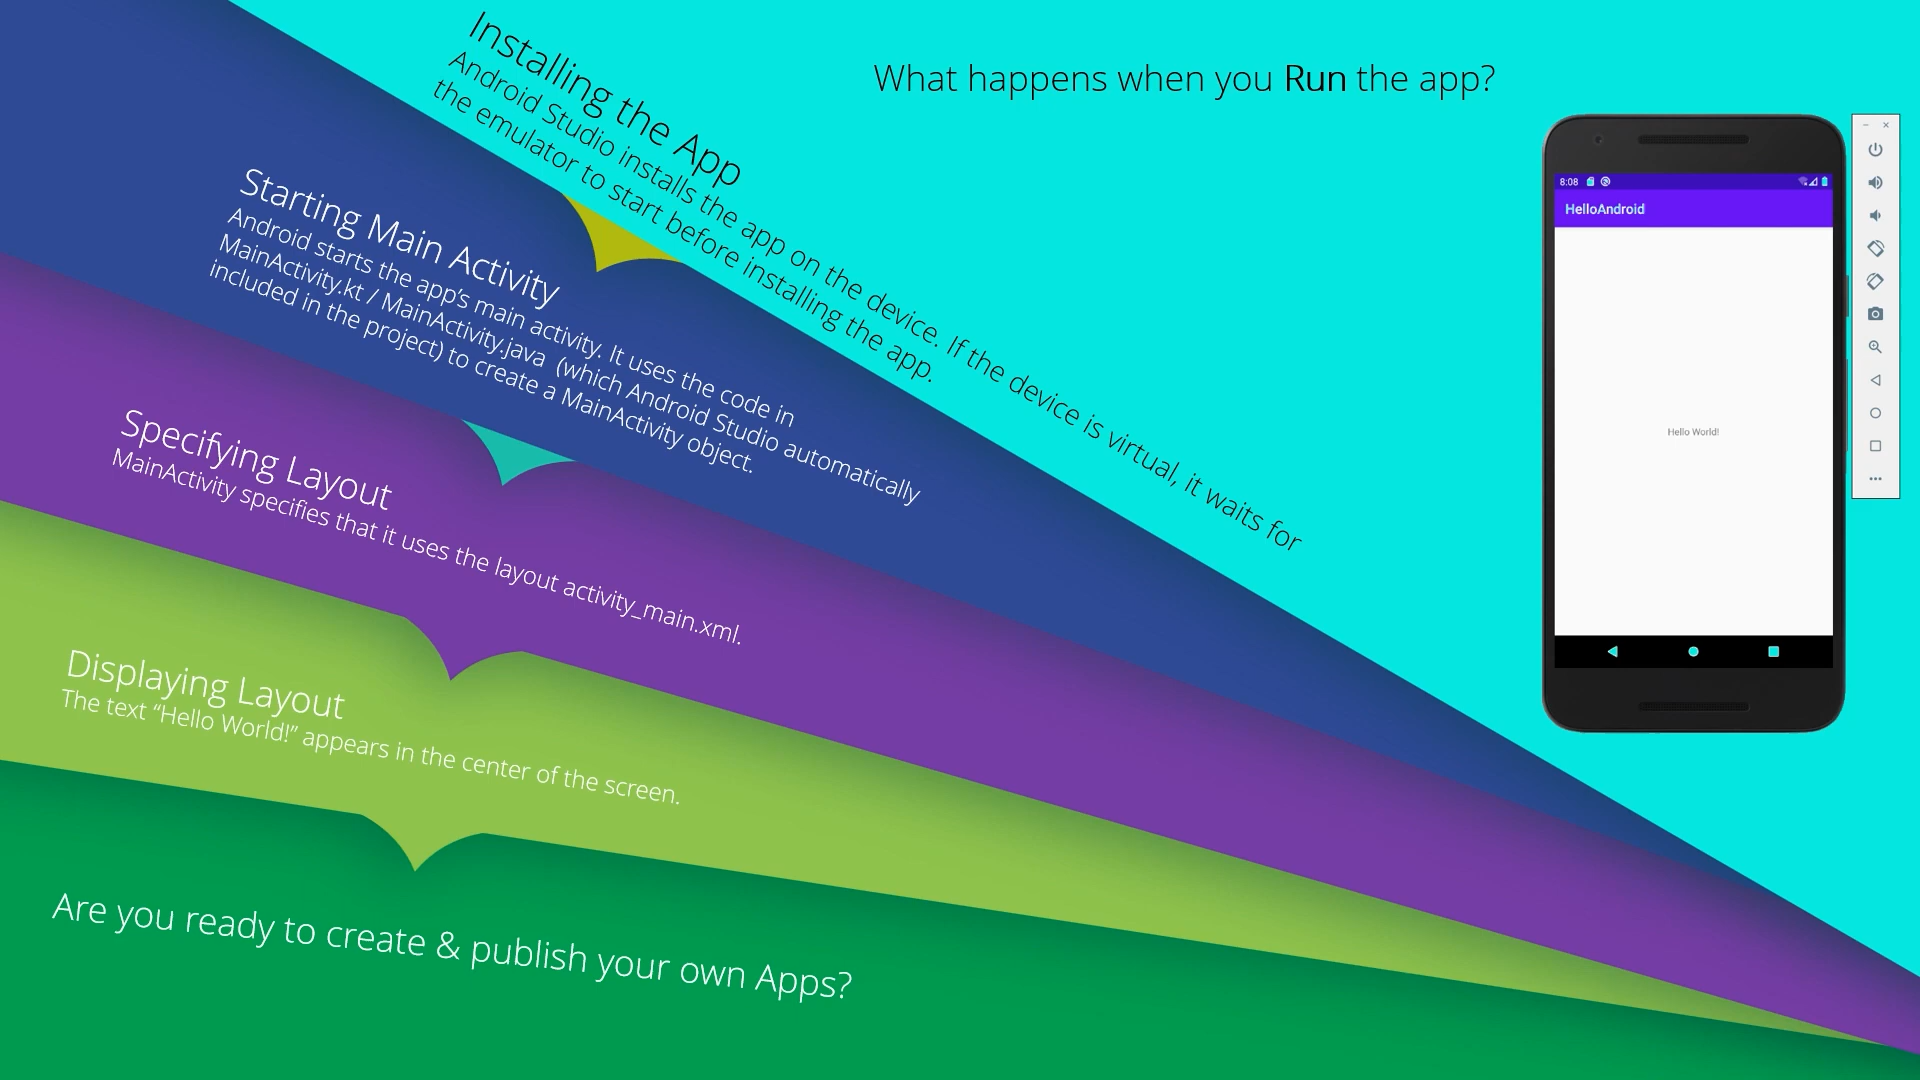 What happens when you Run the app?
Installing the App
Android Studio installs the app on the device. If the device is virtual, it waits for
the emulator to start before installing the app.
Starting Main Activity
Android starts the app’s main activity. It uses the code in
MainActivity.kt / MainActivity.java (which Android Studio automatically
included in the project) to create a MainActivity object.
Specifying Layout
MainActivity specifies that it uses the layout activity_main.xml.
Displaying Layout
The text “Hello World!” appears in the center of the screen.
Are you ready to create & publish your own Apps?
8:08
HelloAndroid
Hello World!